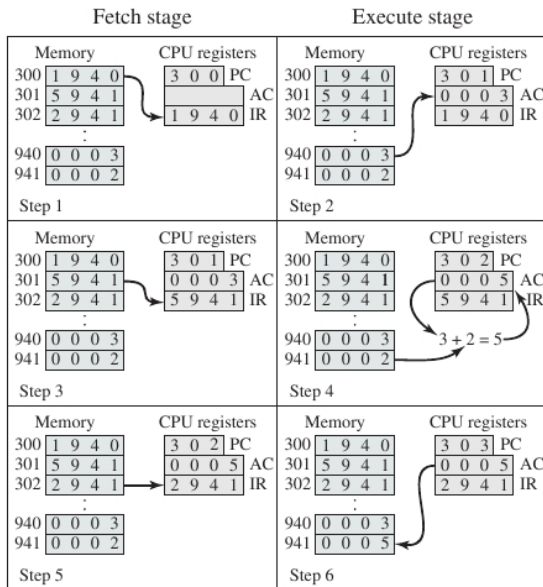 Fetch stage Execute stage
Memory CPU registers
300 1 9 4 0 3 0 0 PC
301 5 9 4 1 AC
302 2 9 4 1 1 9 4 0 IR
:
940 0 0 0 3
941 0 0 0 2
Step 1
Memory CPU registers
300 1 9 4 0 3 0 1 PC
301 5 9 4 1 0 0 0 3 AC
302 2 9 4 1 1 9 4 0 IR
:
940 0 0 0 3
941 0 0 0 2
Step 2
Memory CPU registers
300 1 9 4 0 3 0 1 PC
301 5 9 4 1 0 0 0 3 AC
302 2 9 4 1 5 9 4 1 IR
:
940 0 0 0 3
941 0 0 0 2
Step 3
Memory CPU registers
300 1 9 4 0 3 0 2 PC
301 5 9 4 1 0 0 0 5 AC
302 2 9 4 1 5 9 4 1 IR
:
940 0 0 0 3 3 + 2 = 5
941 0 0 0 2
Step 4
Memory CPU registers
300 1 9 4 0 3 0 2 PC
301 5 9 4 1 0 0 0 5 AC
302 2 9 4 1 2 9 4 1 IR
:
940 0 0 0 3
941 0 0 0 2
Step 5
Memory CPU registers
300 1 9 4 0 3 0 3 PC
301 5 9 4 1 0 0 0 5 AC
302 2 9 4 1 2 9 4 1 IR
:
940 0 0 0 3
941 0 0 0 5
Step 6